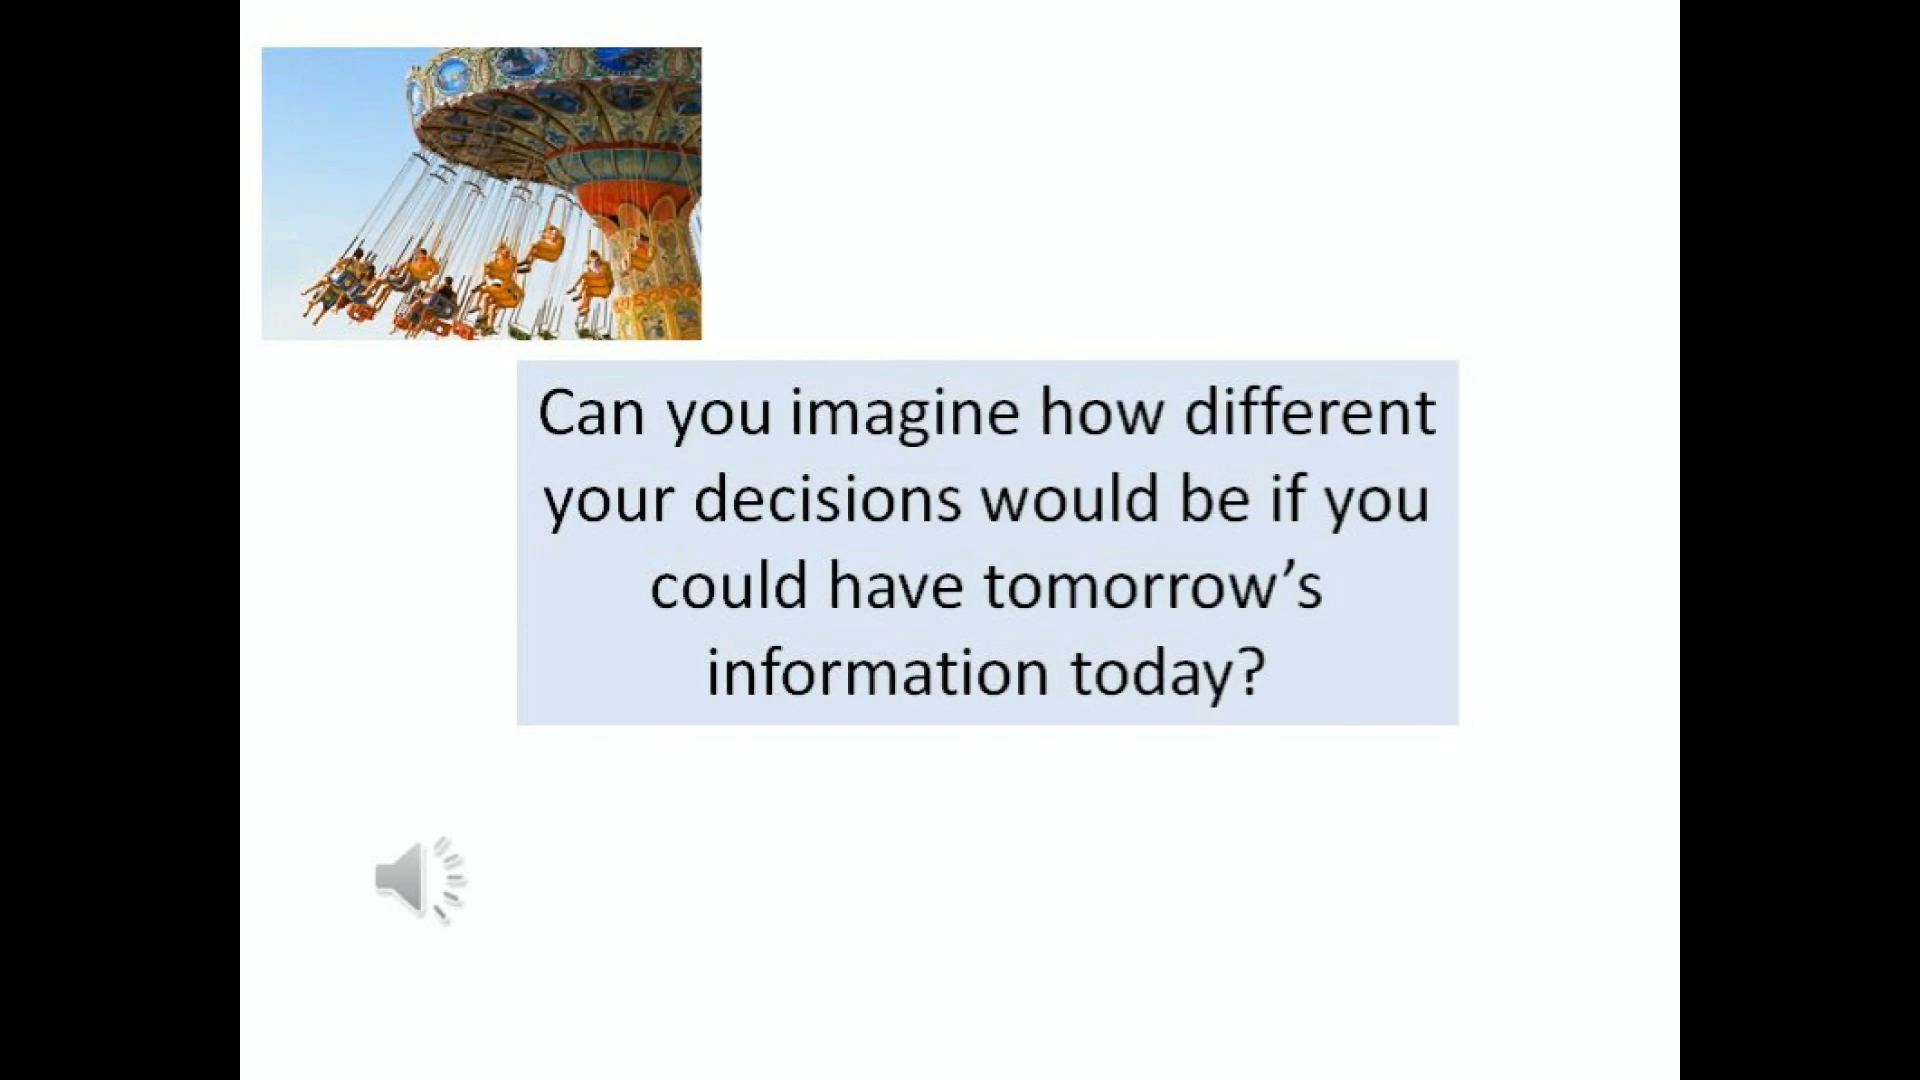 Can you imagine how different
your decisions would be if you
could have tomorrow’s
information today?